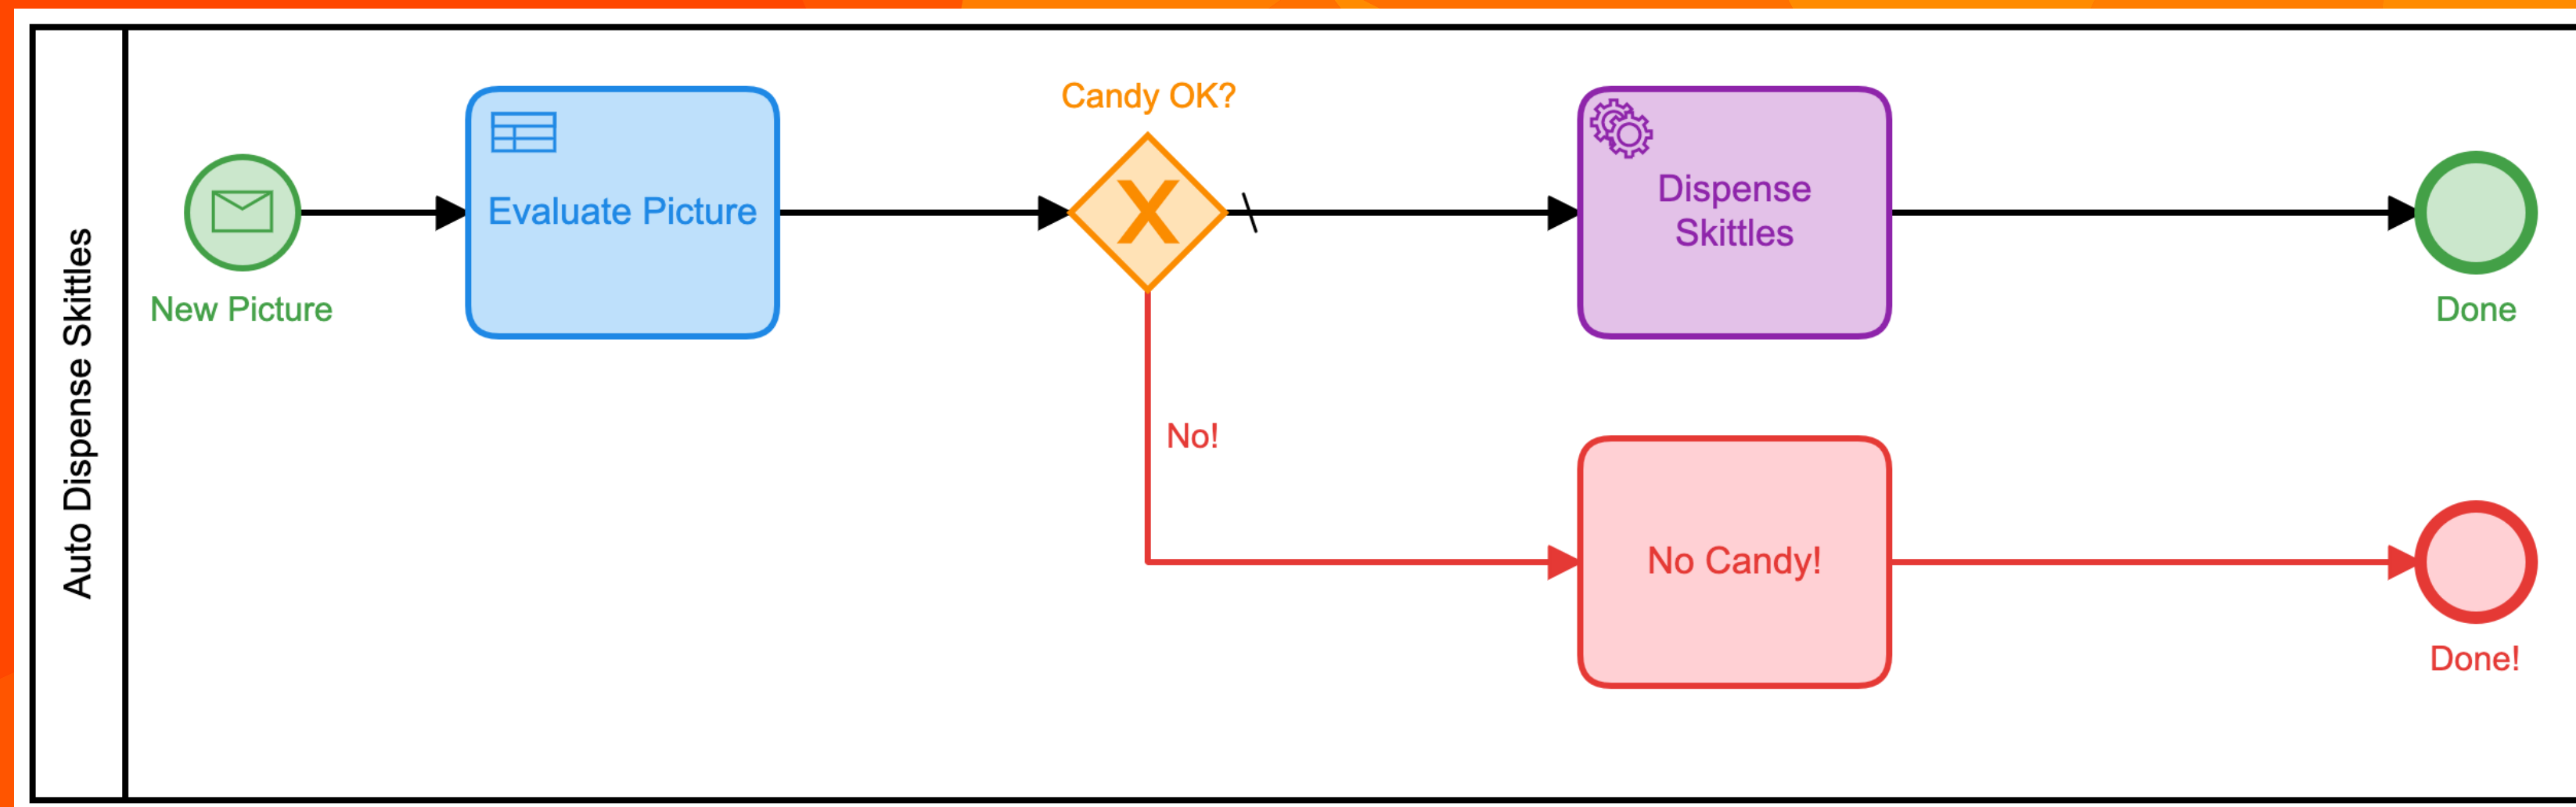 Auto Dispense Skittles
New Picture
Evaluate Picture
Candy OK?
X
Dispense
Skittles
Done
No!
No Candy!
Done!